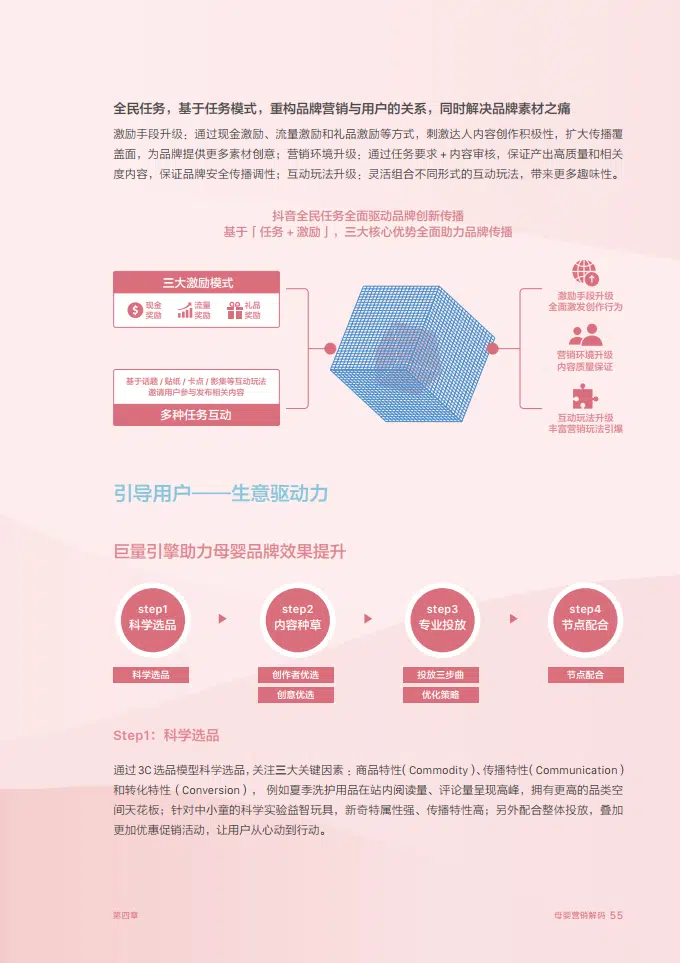 全民任务，基于任务模式，重构品牌营销与用户的关系，同时解决品牌素材之痛
激励手段升级：通过现金激励、流量激励和礼品激励等方式，刺激达人内容创作积极性，扩大传播覆
盖面，为品牌提供更多素材创意；营销环境升级：通过任务要求 + 内容审核，保证产出高质量和相关
度内容，保证品牌安全传播调性；互动玩法升级：灵活组合不同形式的互动玩法，带来更多趣味性。
抖音全民任务全面驱动品牌创新传播
基于「任务 + 激励」，三大核心优势全面助力品牌传播
三大激励模式
现金
奖励
流量
奖励
礼品
奖励
基于话题 / 贴纸 / 卡点 / 影集等互动玩法
邀请用户参与发布相关内容
多种任务互动
激励手段升级
全面激发创作行为
营销环境升级
内容质量保证
互动玩法升级
丰富营销玩法引爆
引导用户——生意驱动力
巨量引擎助力母婴品牌效果提升
step1
科学选品
step2
内容种草
step3
专业投放
step4
节点配合
科学选品
创作者优选
创意优选
投放三步曲
优化策略
节点配合
Step1：科学选品
通过 3C 选品模型科学选品，关注三大关键因素：商品特性（Commodity）、传播特性（Communication）
和转化特性（Conversion），例如夏季洗护用品在站内阅读量、评论量呈现高峰，拥有更高的品类空
间天花板；针对中小童的科学实验益智玩具，新奇特属性强、传播特性高；另外配合整体投放，叠加
更加优惠促销活动，让用户从心动到行动。
第四章
母婴营销解码 55